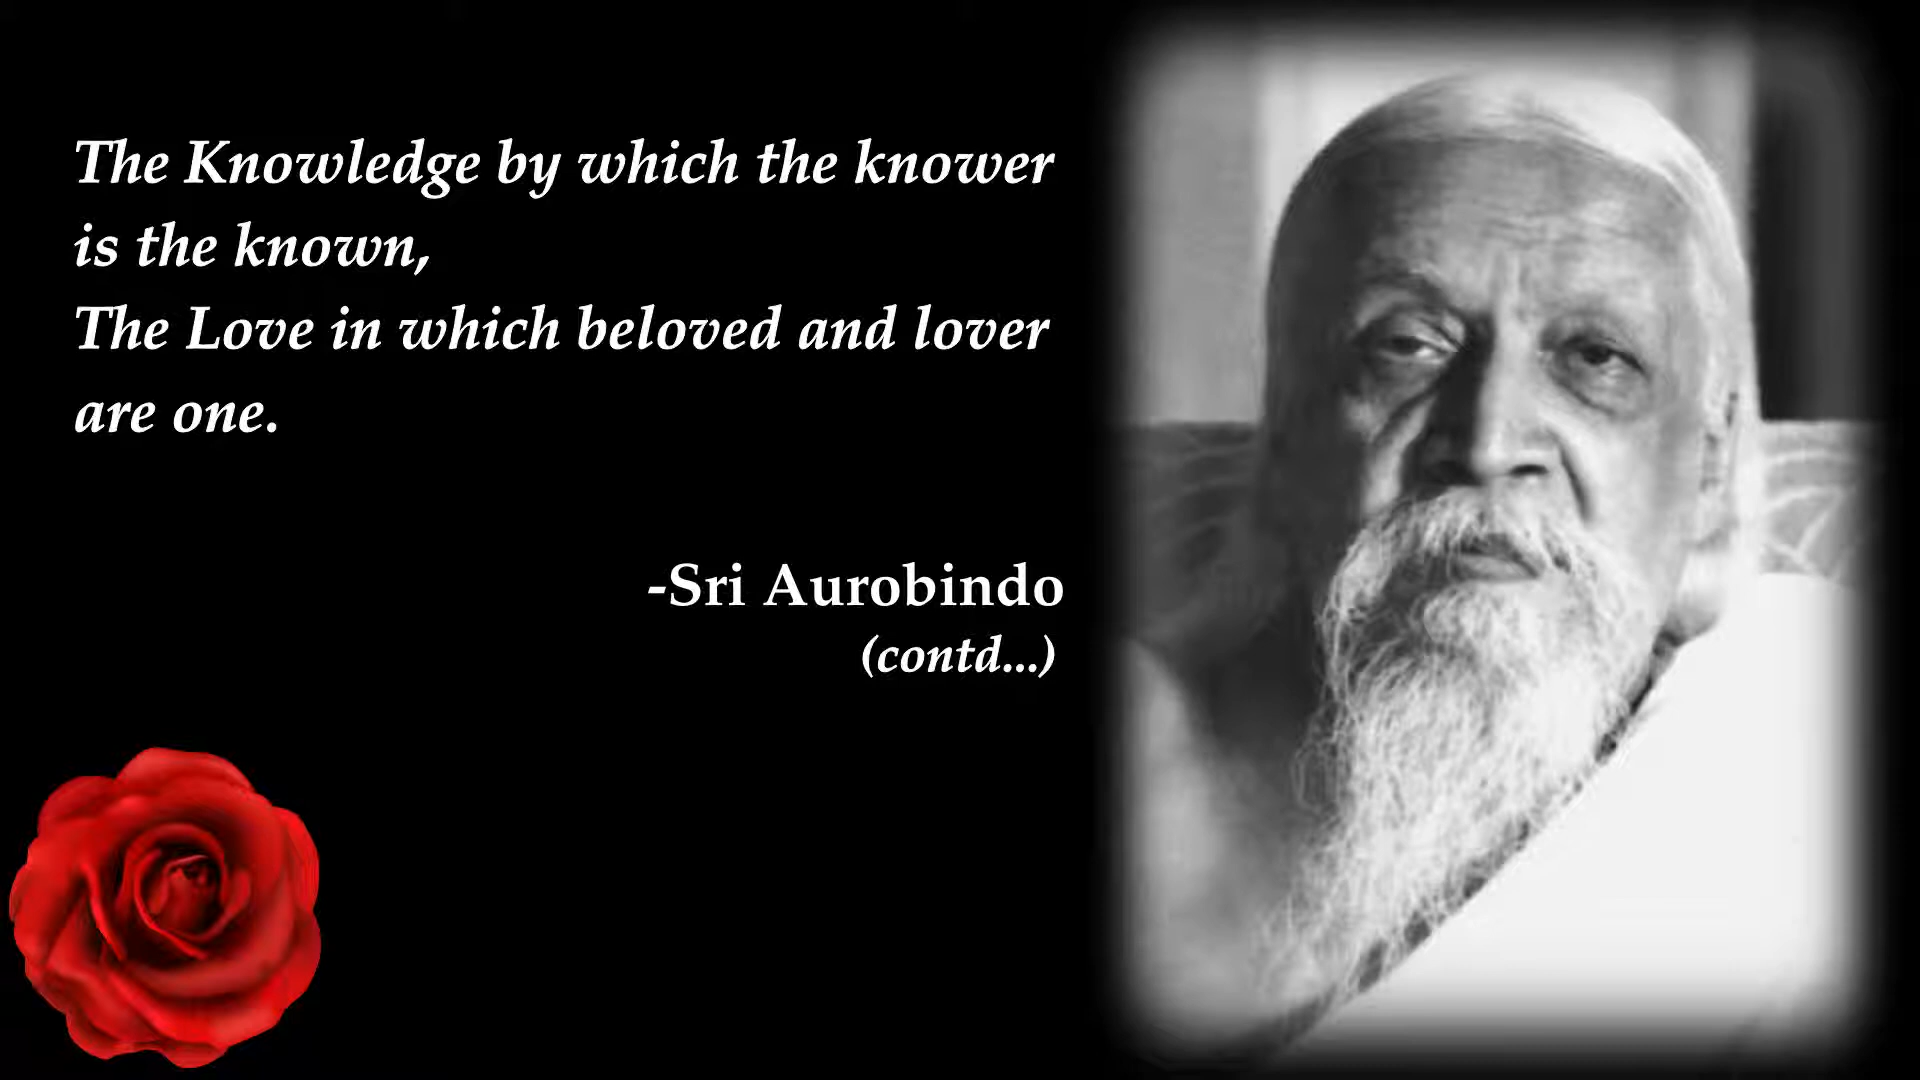 The Knowledge by which the knower
is the known,
The Love in which beloved and lover
are one.
-Sri Aurobindo
(contd...)